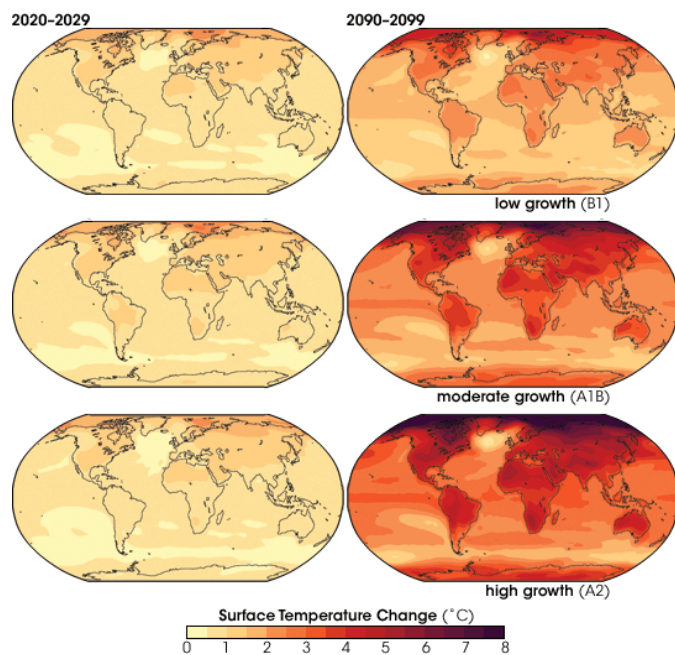 2020–2029
2090–2099
low growth (B1)
moderate growth (A1B)
high growth (A2)
Surface Temperature Change (°C)
0 1 2 3 4 5 6 7 8